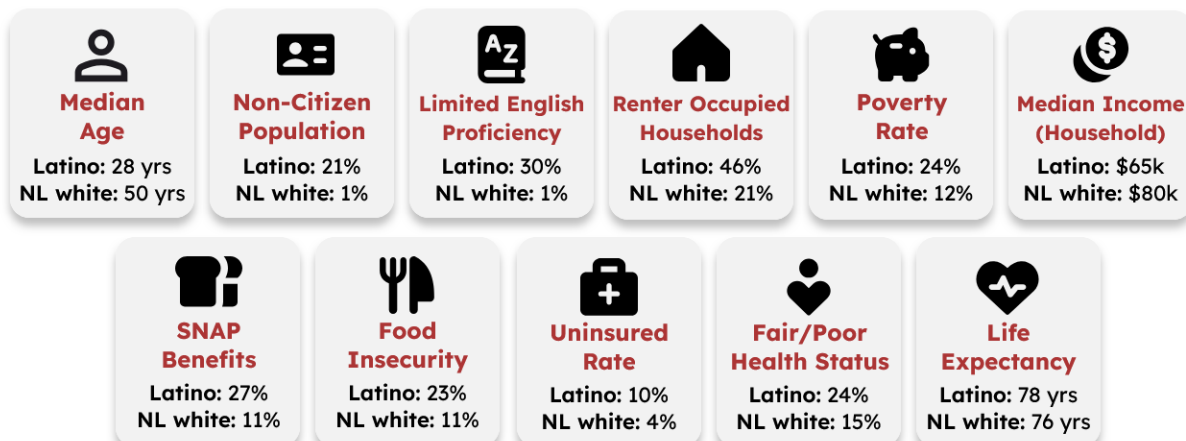 Median
Age
Latino: 28 yrs
NL white: 50 yrs
Non-Citizen
Population
Latino: 21%
NL white: 1%
AZ
Limited English
Proficiency
Latino: 30%
NL white: 1%
Renter Occupied
Households
Latino: 46%
NL white: 21%
Poverty
Rate
Latino: 24%
NL white: 12%
$
Median Income
(Household)
Latino: $65k
NL white: $80k
SNAP
Benefits
Latino: 27%
NL white: 11%
Food
Insecurity
Latino: 23%
NL white: 11%
Uninsured
Rate
Latino: 10%
NL white: 4%
Fair/Poor
Health Status
Latino: 24%
NL white: 15%
Life
Expectancy
Latino: 78 yrs
NL white: 76 yrs